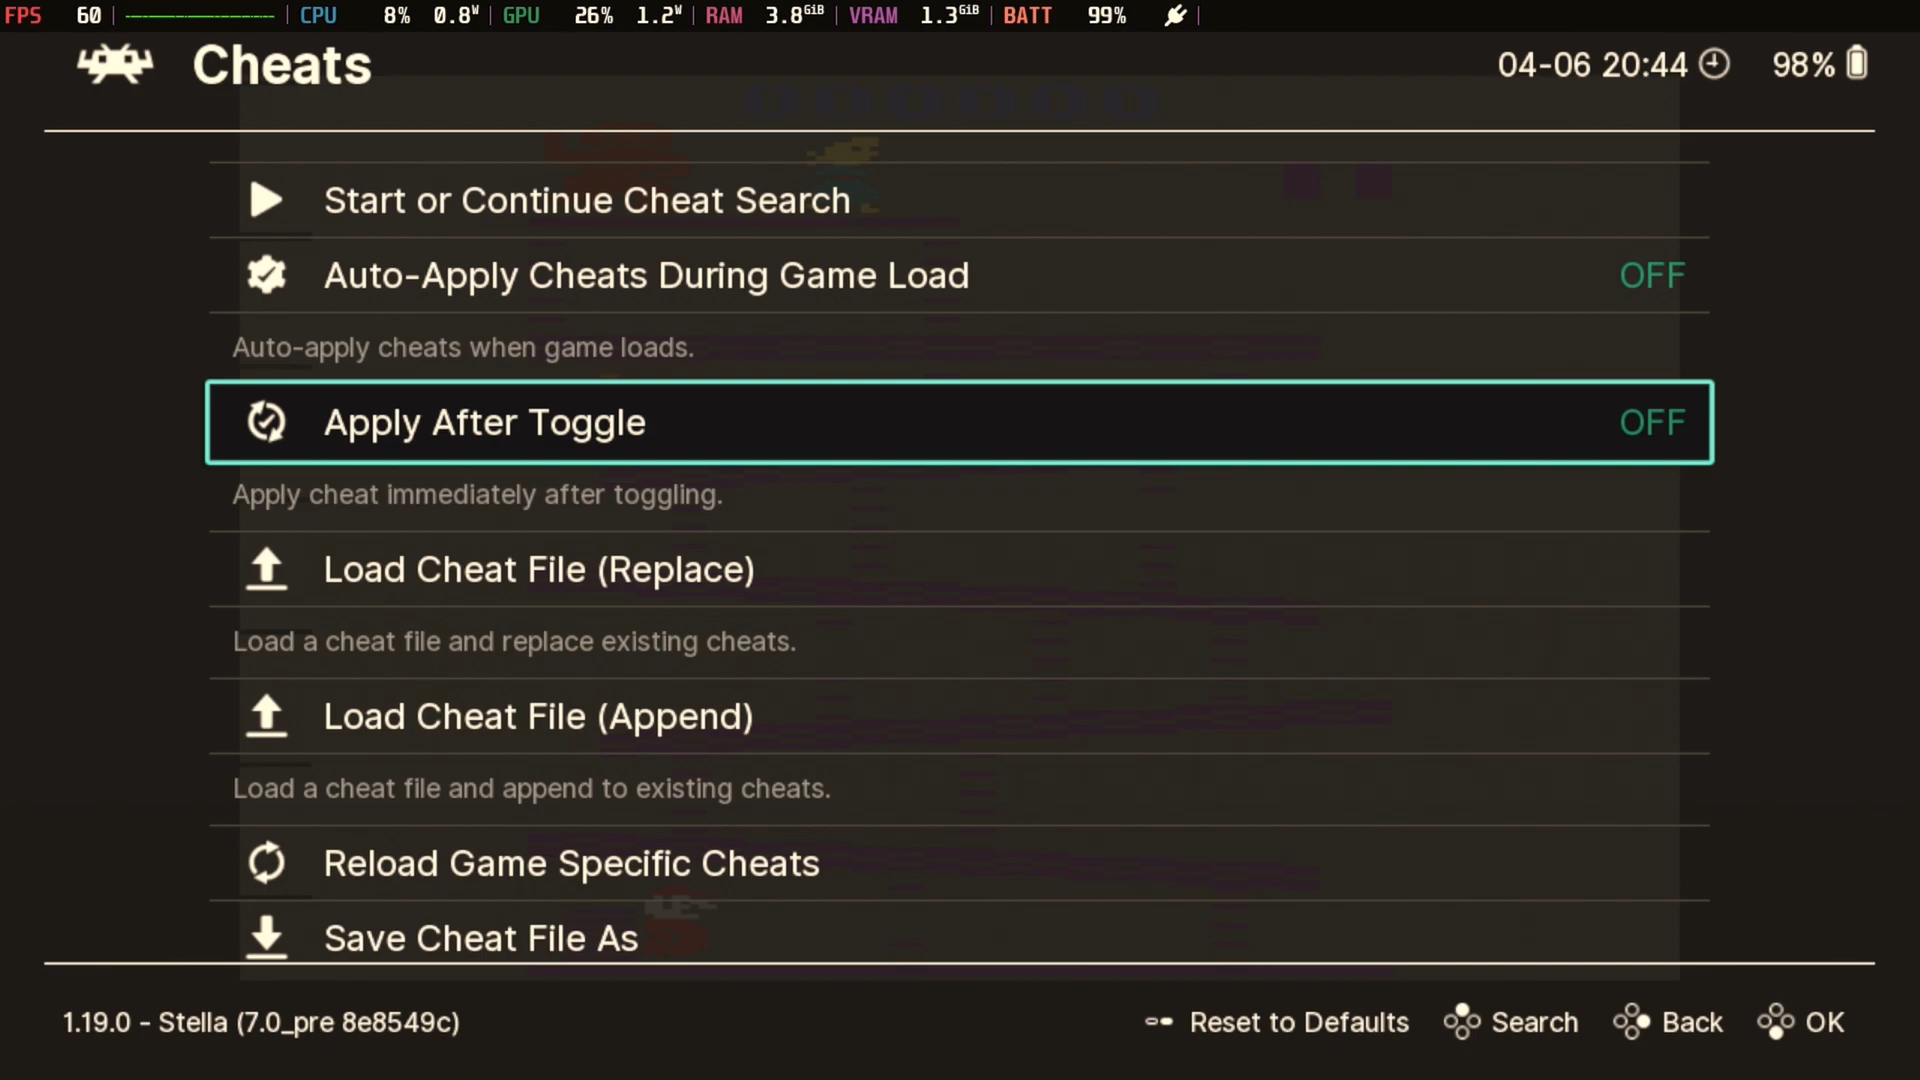 FPS 60 | CPU 8% 0.8W | GPU 26% 1.2W | RAM 3.8GiB | VRAM 1.3GiB | BATT 99%
Cheats
04-06 20:44
98%
000000
Start or Continue Cheat Search
Auto-Apply Cheats During Game Load OFF
Auto-apply cheats when game loads.
Apply After Toggle OFF
Apply cheat immediately after toggling.
Load Cheat File (Replace)
Load a cheat file and replace existing cheats.
Load Cheat File (Append)
Load a cheat file and append to existing cheats.
Reload Game Specific Cheats
Save Cheat File As
1.19.0 - Stella (7.0_pre 8e8549c)
Reset to Defaults Search Back OK